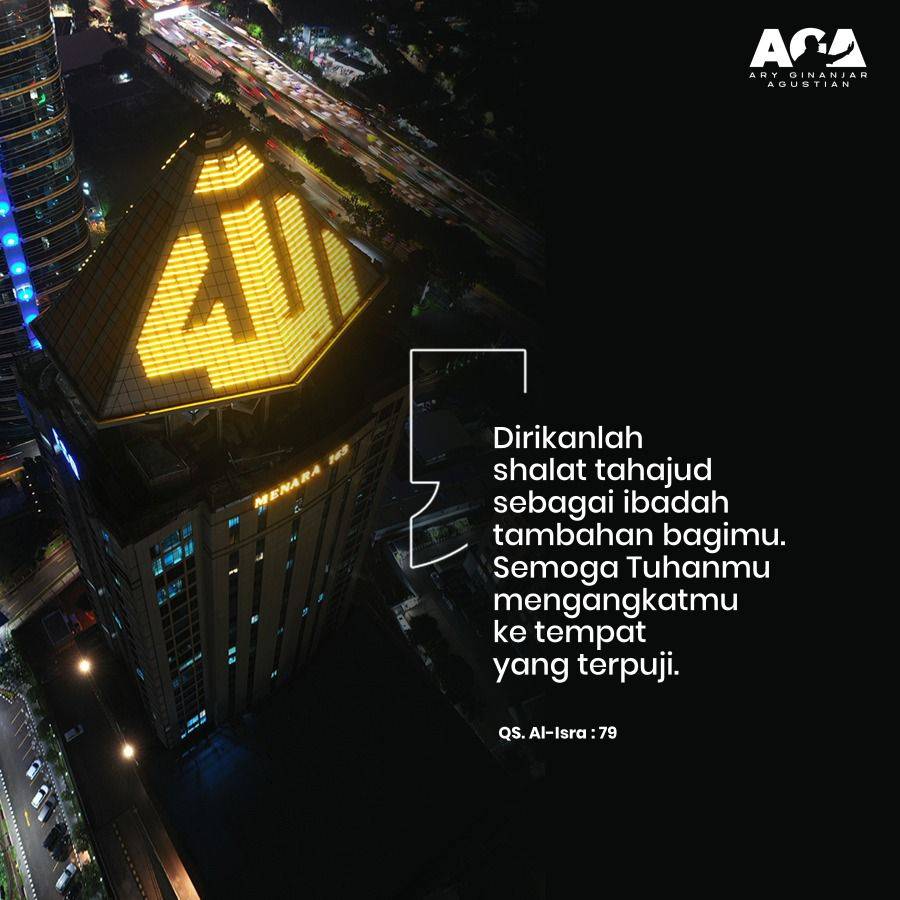 AGA
ARY GINANJAR
AGUSTIAN
الله
MENARA 165
Dirikanlah
shalat tahajud
sebagai ibadah
tambahan bagimu.
Semoga Tuhanmu
mengangkatmu
ke tempat
yang terpuji.
QS. Al-Isra : 79